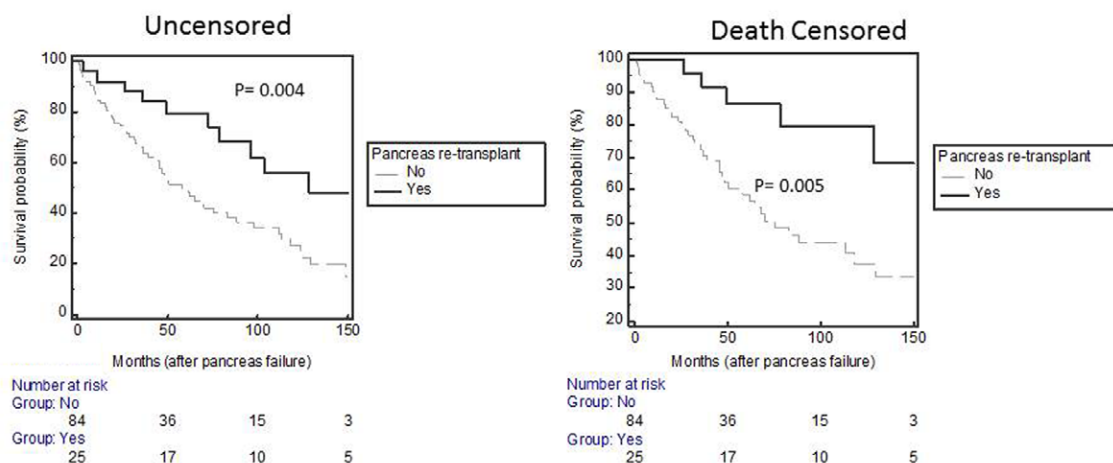 Uncensored
Survival probability (%)
100
80
60
40
20
0
P= 0.004
0 50 100 150
Months (after pancreas failure)
Pancreas re-transplant
No
Yes
Number at risk
Group: No
84 36 15 3
Group: Yes
25 17 10 5
Death Censored
Survival probability (%)
100
90
80
70
60
50
40
30
20
P= 0.005
0 50 100 150
Months (after pancreas failure)
Pancreas re-transplant
No
Yes
Number at risk
Group: No
84 36 15 3
Group: Yes
25 17 10 5